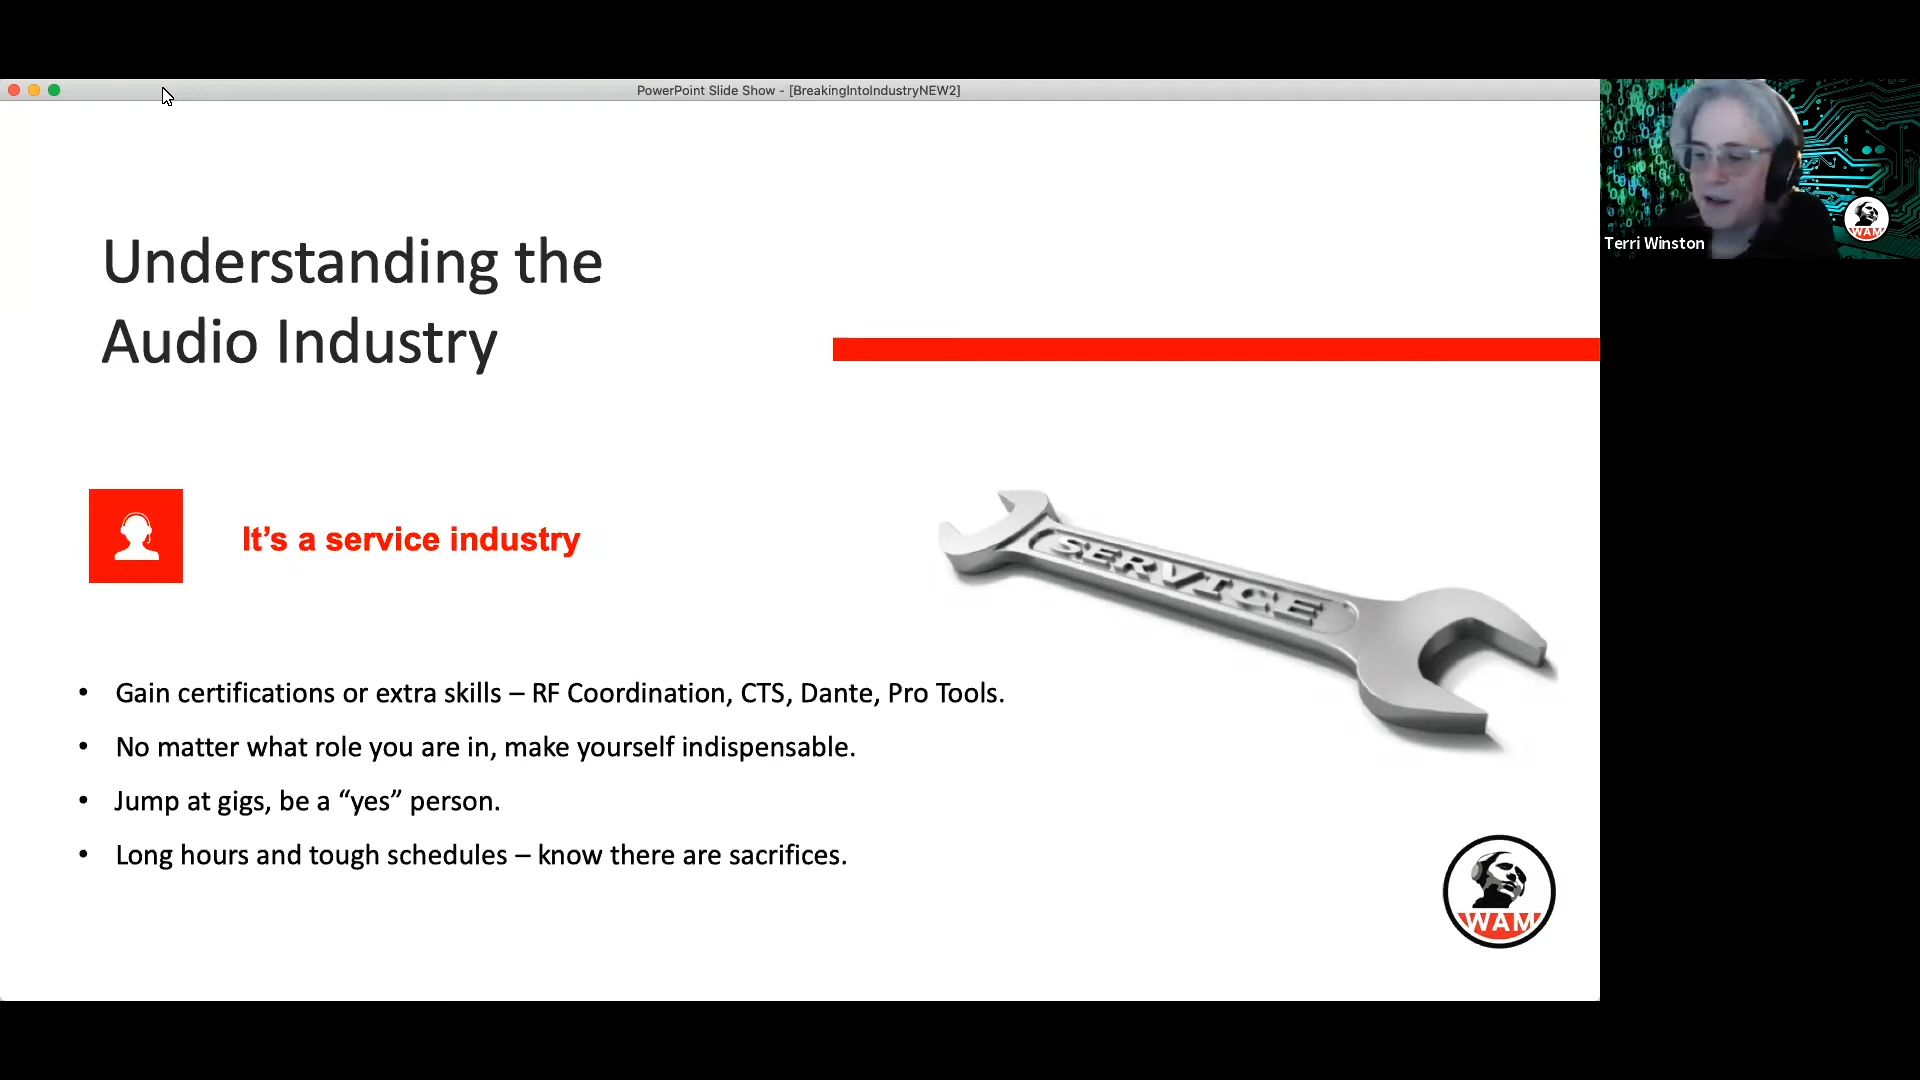 PowerPoint Slide Show - [BreakingIntoIndustryNEW2]
Terri Winston
WAM
Understanding the
Audio Industry
It’s a service industry
SERVICE
• Gain certifications or extra skills – RF Coordination, CTS, Dante, Pro Tools.
• No matter what role you are in, make yourself indispensable.
• Jump at gigs, be a “yes” person.
• Long hours and tough schedules – know there are sacrifices.
WAM